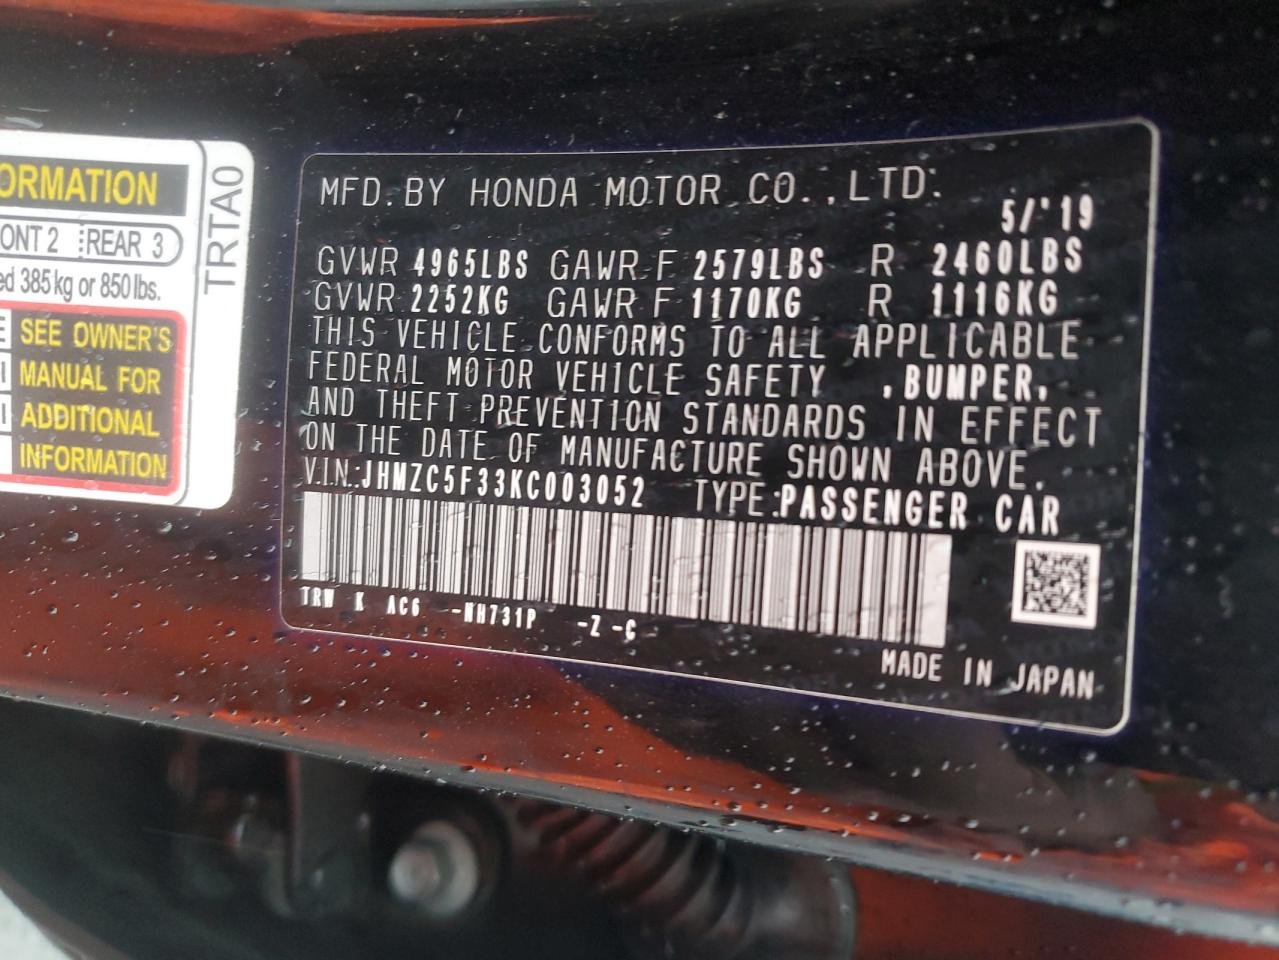 ORMATION
ONT 2 REAR 3
ed 385 kg or 850 lbs.
SEE OWNER'S
MANUAL FOR
ADDITIONAL
INFORMATION
TRTA0
MFD. BY HONDA MOTOR CO., LTD.
5/'19
GVWR 4965LBS GAWR F 2579LBS R 2460LBS
GVWR 2252KG GAWR F 1170KG R 1116KG
THIS VEHICLE CONFORMS TO ALL APPLICABLE
FEDERAL MOTOR VEHICLE SAFETY , BUMPER,
AND THEFT PREVENTION STANDARDS IN EFFECT
ON THE DATE OF MANUFACTURE SHOWN ABOVE.
V.I.N.: JHMZC5F33KC003052 TYPE: PASSENGER CAR
TRW K AC6 -NH731P -Z -C
MADE IN JAPAN